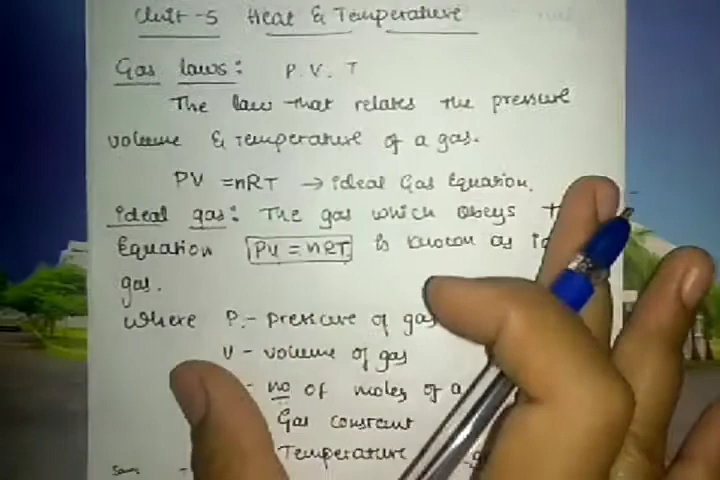 Unit -5 Heat & Temperature
Gas laws: P. V. T
The law that relates the pressure
volume & Temperature of a gas.
PV =nRT → ideal Gas Equation.
ideal gas: The gas which obeys
Equation PV = nRT is known as
gas.
where P.- pressure of gas
V - volume of gas
- no of moles of a
Gas constant
Temperature